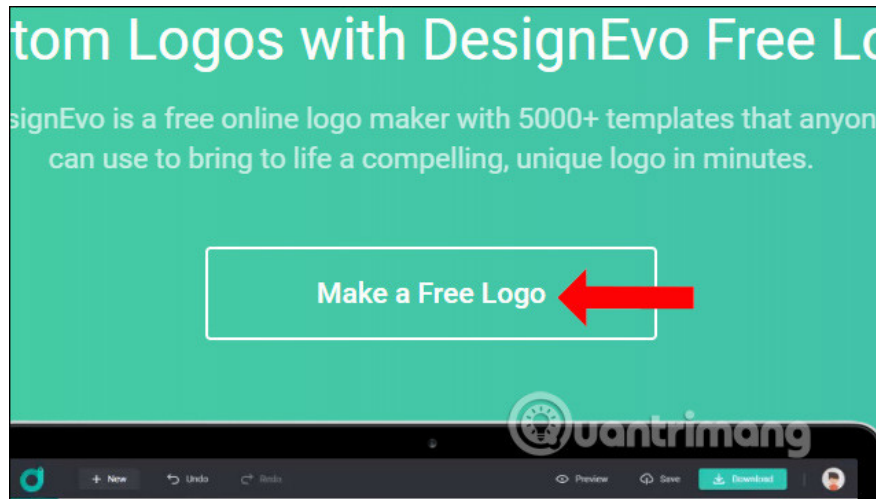 tom Logos with DesignEvo Free Lo
signEvo is a free online logo maker with 5000+ templates that anyon
can use to bring to life a compelling, unique logo in minutes.
Make a Free Logo
Quantrimang
+ New Undo Redo Preview Save Download